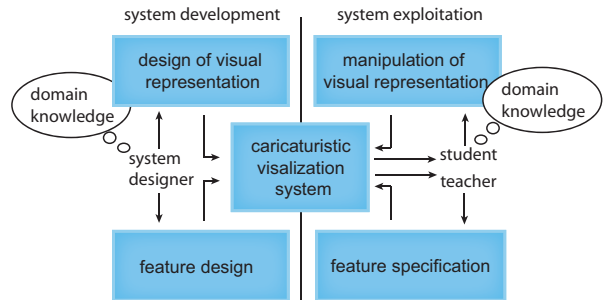 system development
system exploitation
design of visual
representation
manipulation of
visual representation
domain
knowledge
domain
knowledge
caricaturistic
visalization
system
system
designer
student
teacher
feature design
feature specification